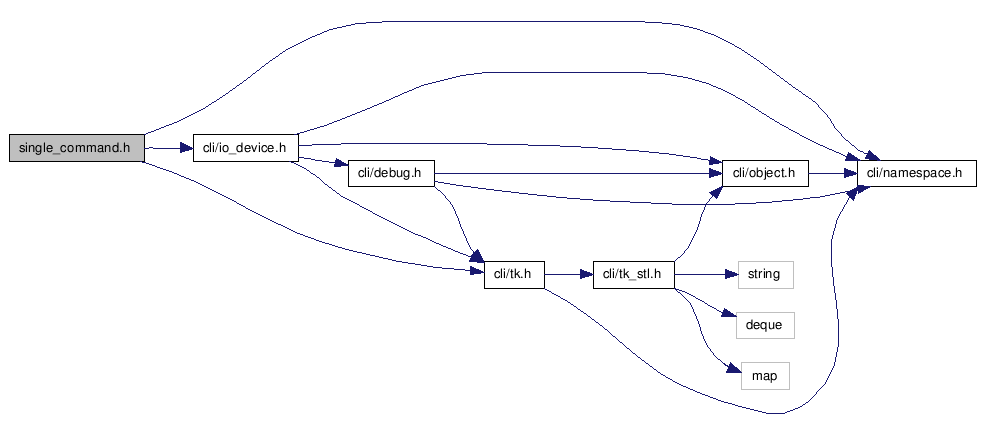 single_command.h
cli/io_device.h
cli/debug.h
cli/object.h
cli/namespace.h
cli/tk.h
cli/tk_stl.h
string
deque
map